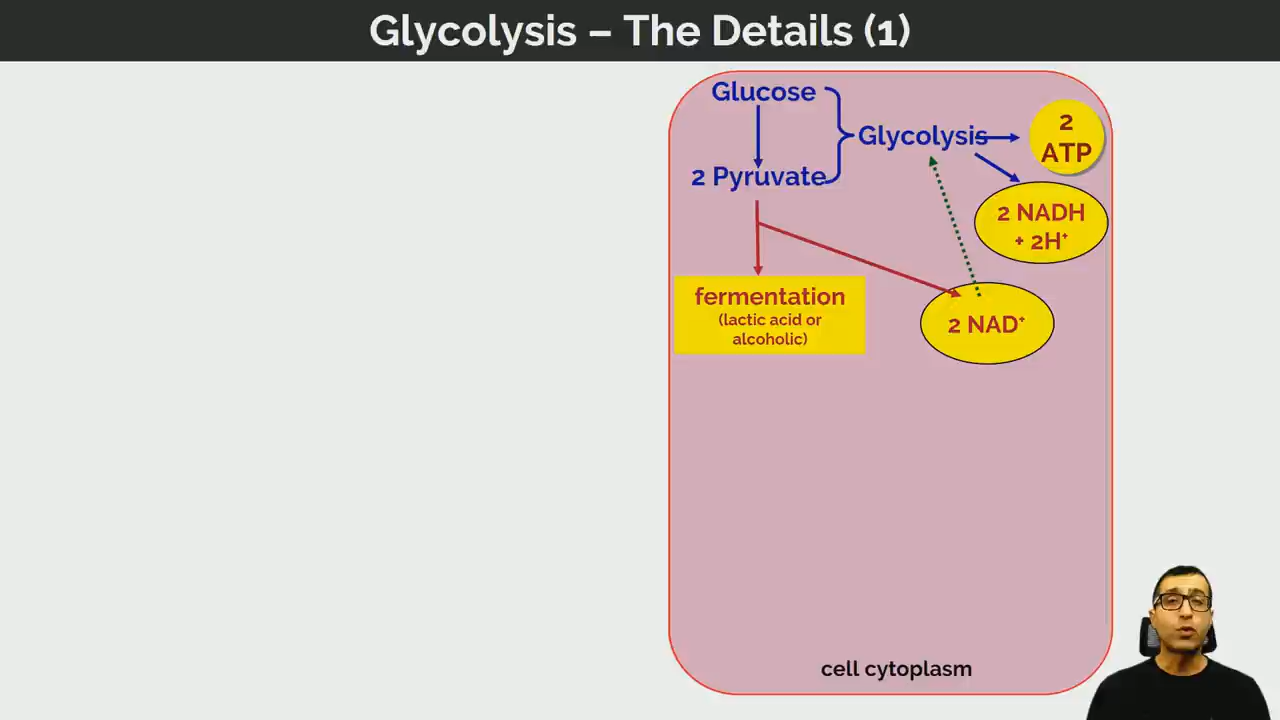 Glycolysis – The Details (1)
Glucose
Glycolysis
2
ATP
2 Pyruvate
2 NADH
+ 2H⁺
fermentation
(lactic acid or
alcoholic)
2 NAD⁺
cell cytoplasm